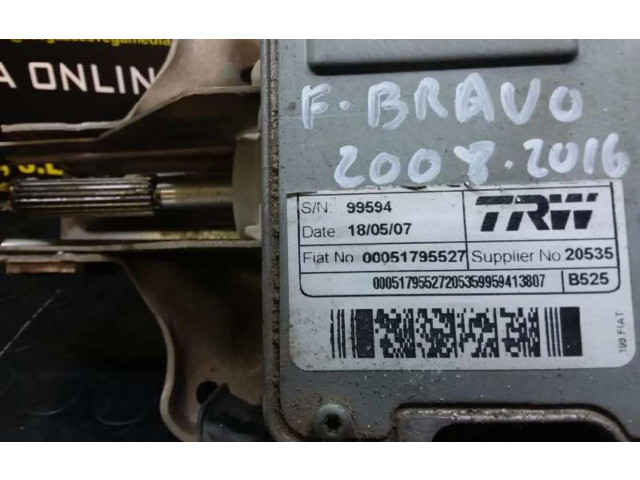 A ONLINE
F. BRAVO
2008.2016
S/N: 99594
TRW
Date 18/05/07
Fiat No 00051795527 Supplier No 20535
00051795527205359959413807 B525
198 FIAT